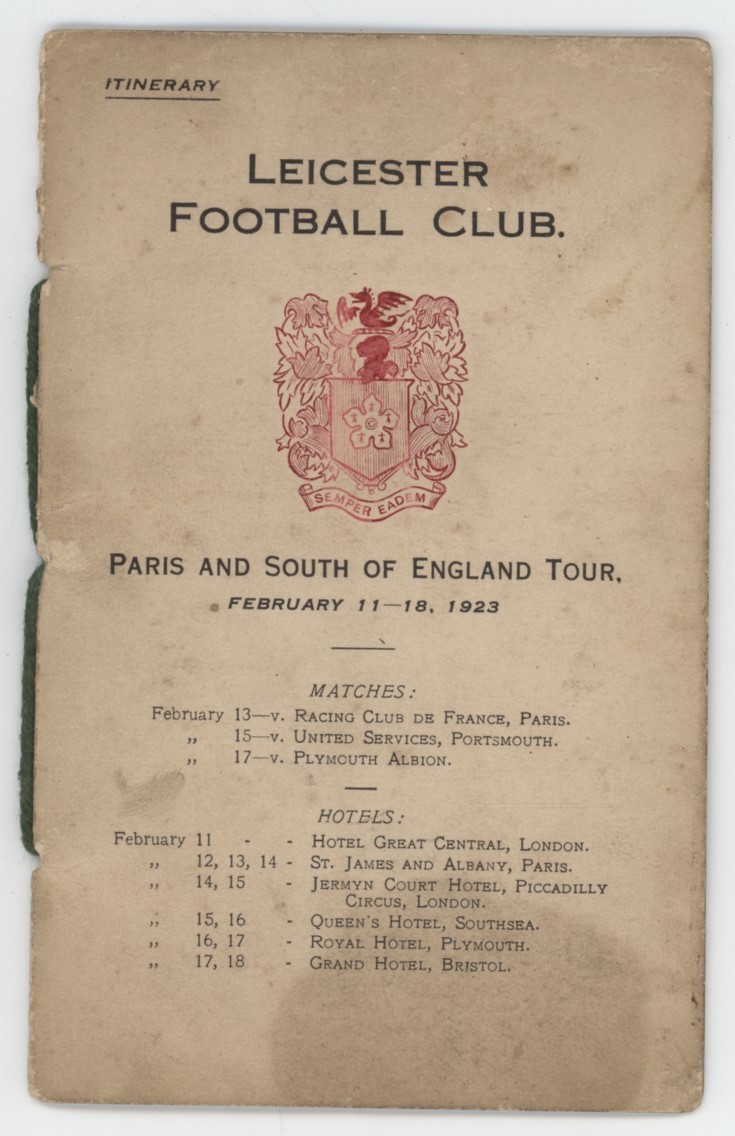 ITINERARY
LEICESTER
FOOTBALL CLUB.
SEMPER EADEM
PARIS AND SOUTH OF ENGLAND TOUR,
FEBRUARY 11—18, 1923
MATCHES:
February 13—v. RACING CLUB DE FRANCE, PARIS.
„ 15—v. UNITED SERVICES, PORTSMOUTH.
„ 17—v. PLYMOUTH ALBION.
HOTELS:
February 11 - - HOTEL GREAT CENTRAL, LONDON.
„ 12, 13, 14 - ST. JAMES AND ALBANY, PARIS.
„ 14, 15 - JERMYN COURT HOTEL, PICCADILLY
CIRCUS, LONDON.
„ 15, 16 - QUEEN'S HOTEL, SOUTHSEA.
„ 16, 17 - ROYAL HOTEL, PLYMOUTH.
„ 17, 18 - GRAND HOTEL, BRISTOL.